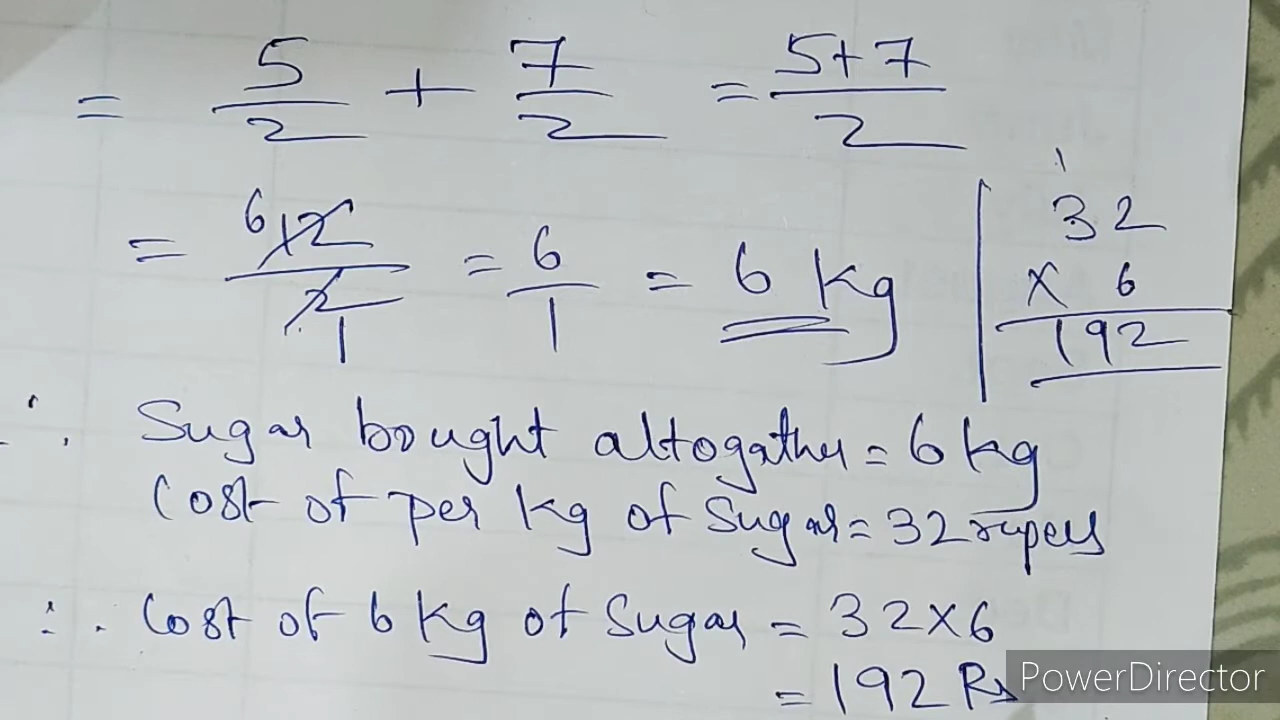 = 5/2 + 7/2 = 5+7/2
= 6 12/2 1 = 6/1 = 6 kg
1
32
x 6
192
∴ Sugar bought altogather = 6 kg
Cost of per kg of Sugar = 32 rupees
∴ Cost of 6 kg of Sugar = 32x6
= 192 Rs
PowerDirector